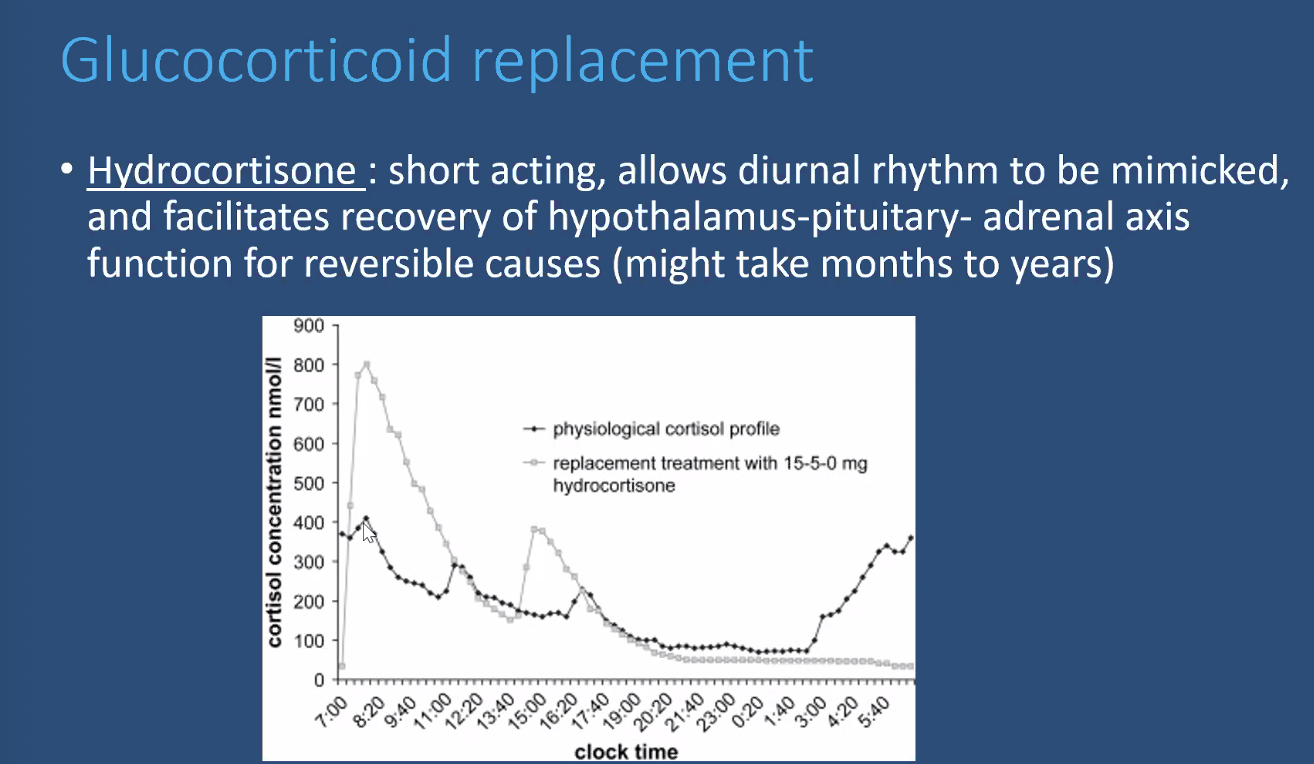 Glucocorticoid replacement
• Hydrocortisone : short acting, allows diurnal rhythm to be mimicked,
and facilitates recovery of hypothalamus-pituitary- adrenal axis
function for reversible causes (might take months to years)
cortisol concentration nmol/l
900
800
700
600
500
400
300
200
100
0
physiological cortisol profile
replacement treatment with 15-5-0 mg
hydrocortisone
7:00 8:20 9:40 11:00 12:20 13:40 15:00 16:20 17:40 19:00 20:20 21:40 23:00 0:20 1:40 3:00 4:20 5:40
clock time